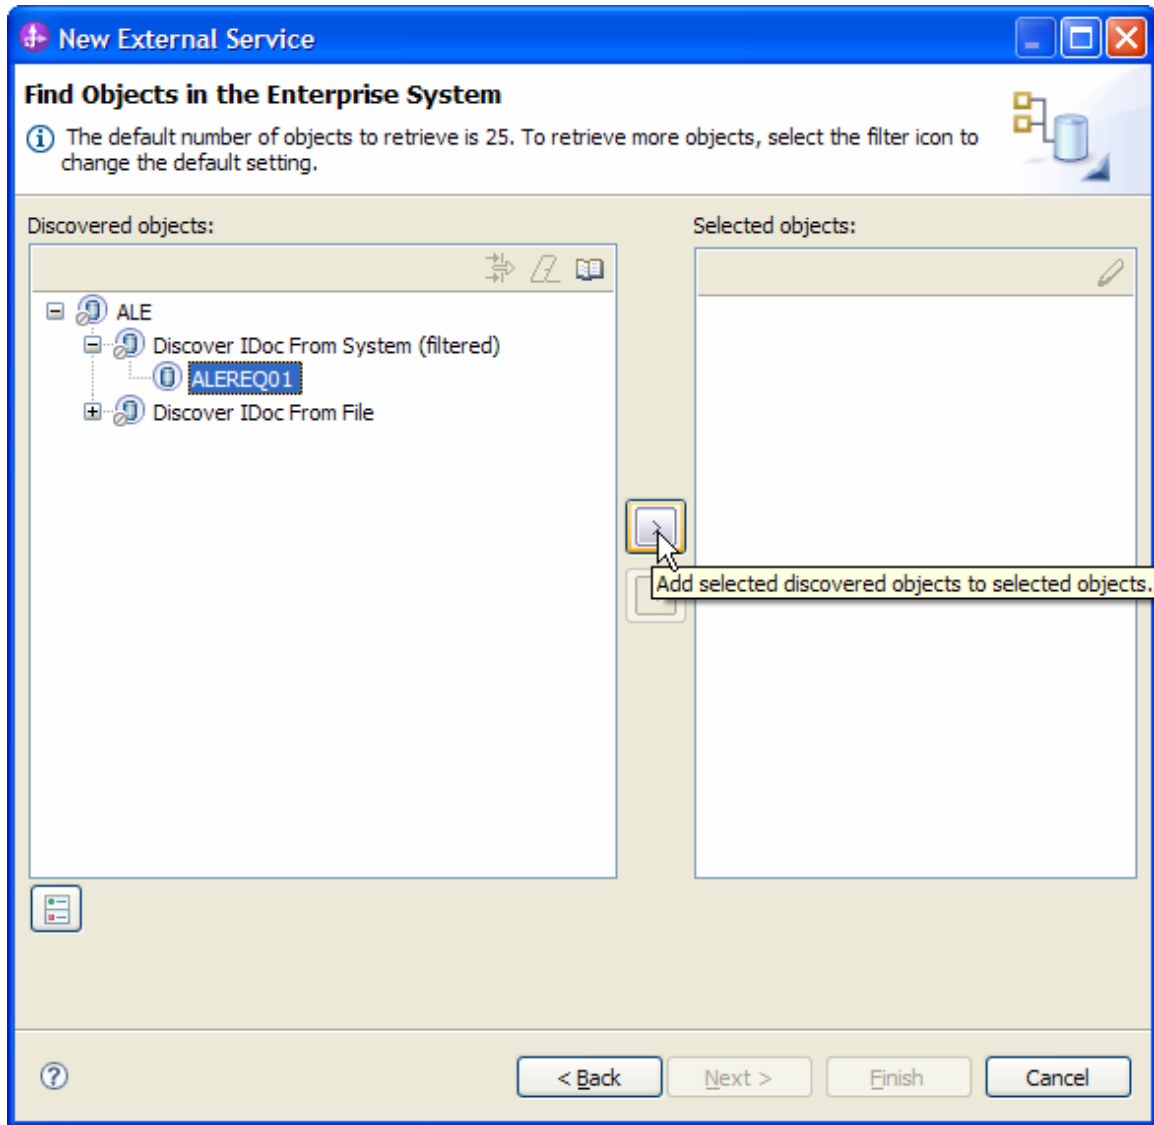 New External Service
Find Objects in the Enterprise System
The default number of objects to retrieve is 25. To retrieve more objects, select the filter icon to
change the default setting.
Discovered objects:
Selected objects:
ALE
Discover IDoc From System (filtered)
ALEREQ01
Discover IDoc From File
>
Add selected discovered objects to selected objects.
< Back
Next >
Finish
Cancel